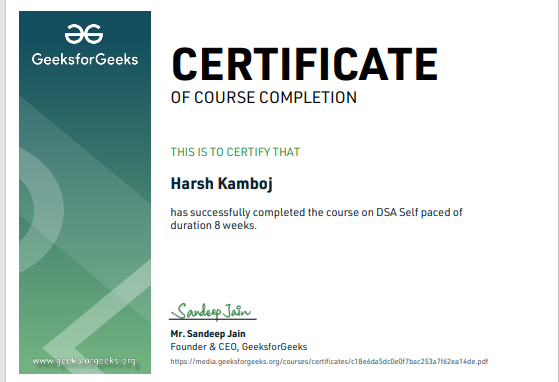 GeeksforGeeks
CERTIFICATE
OF COURSE COMPLETION
THIS IS TO CERTIFY THAT
Harsh Kamboj
has successfully completed the course on DSA Self paced of
duration 8 weeks.
Sandeep Jain
Mr. Sandeep Jain
Founder & CEO, GeeksforGeeks
https://media.geeksforgeeks.org/courses/certificates/c18e6da5dc0e0f7bac253a7f62ea14de.pdf
www.geeksforgeeks.org